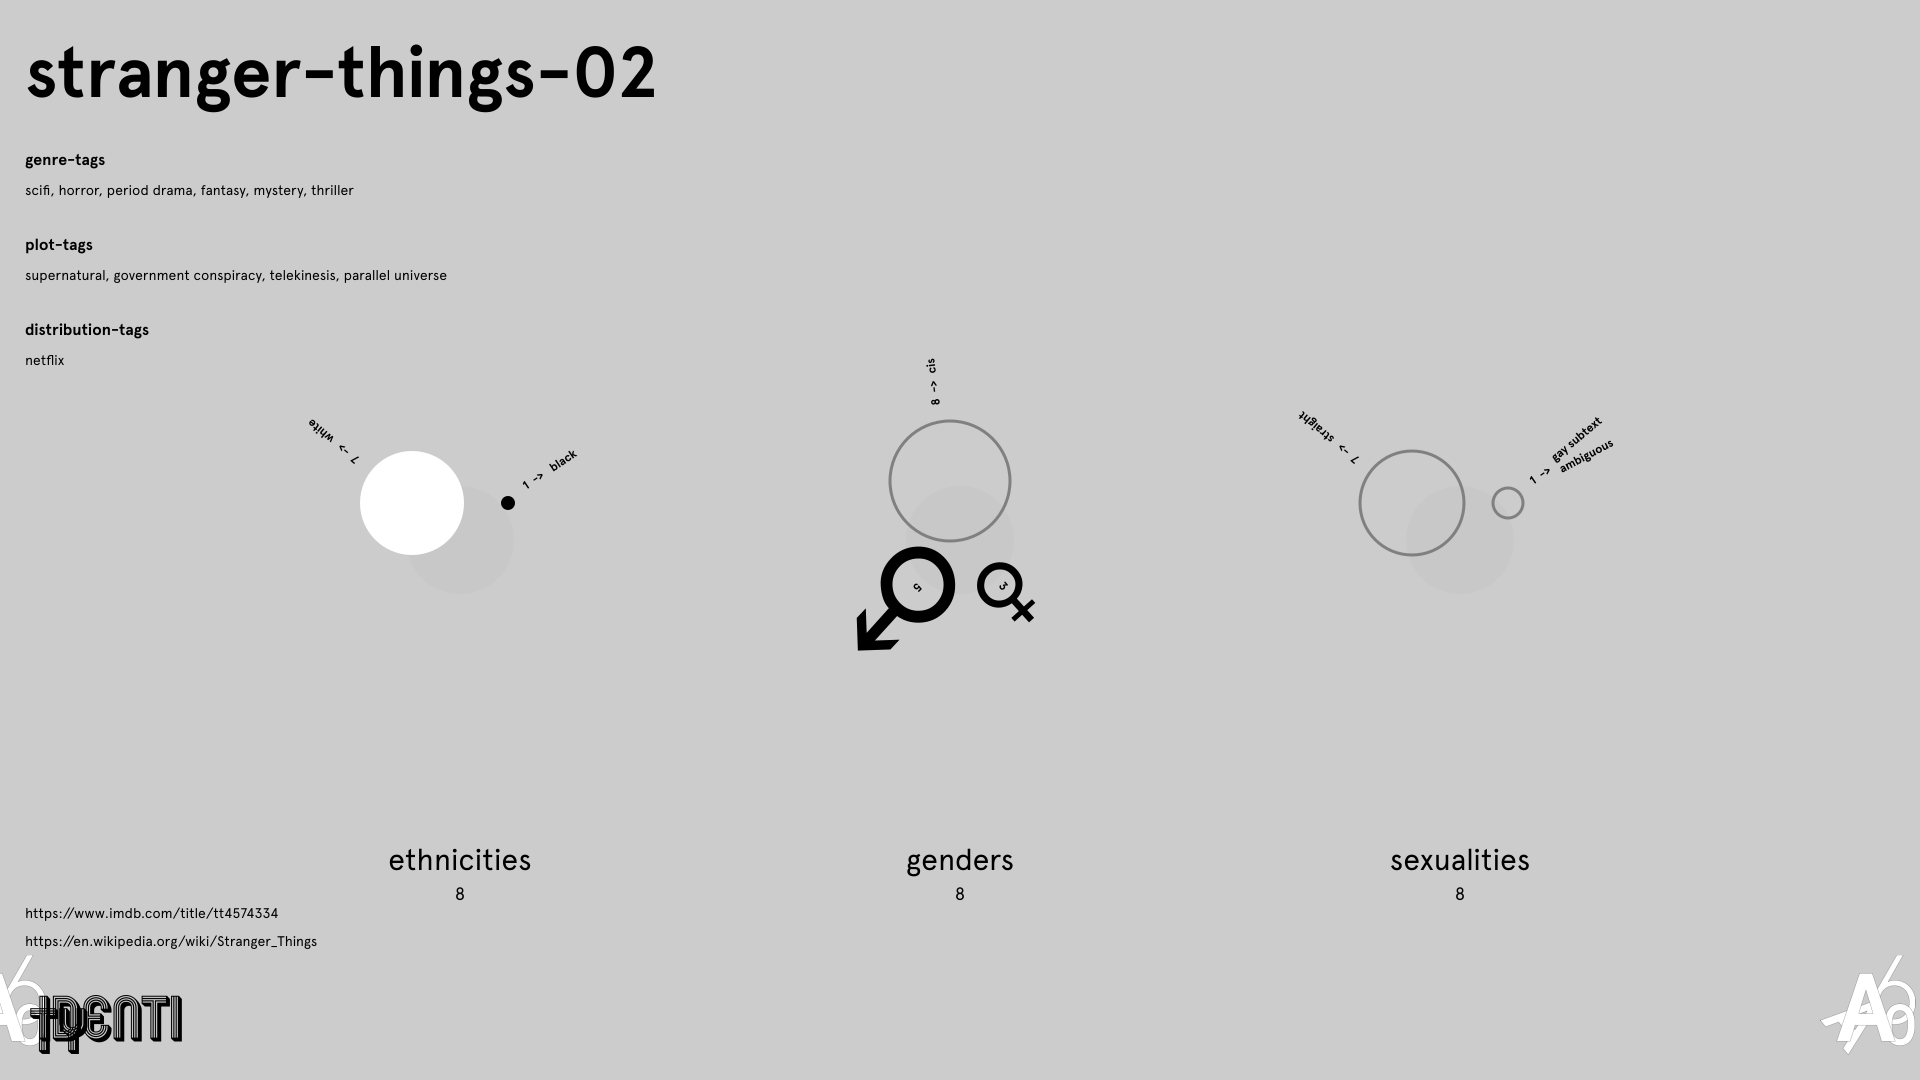 stranger-things-02
genre-tags
scifi, horror, period drama, fantasy, mystery, thriller
plot-tags
supernatural, government conspiracy, telekinesis, parallel universe
distribution-tags
netflix
7 -> white
1 -> black
8 -> cis
5
3
7 -> straight
1 -> gay subtext
ambiguous
ethnicities
8
genders
8
sexualities
8
https://www.imdb.com/title/tt4574334
https://en.wikipedia.org/wiki/Stranger_Things
IDENTI